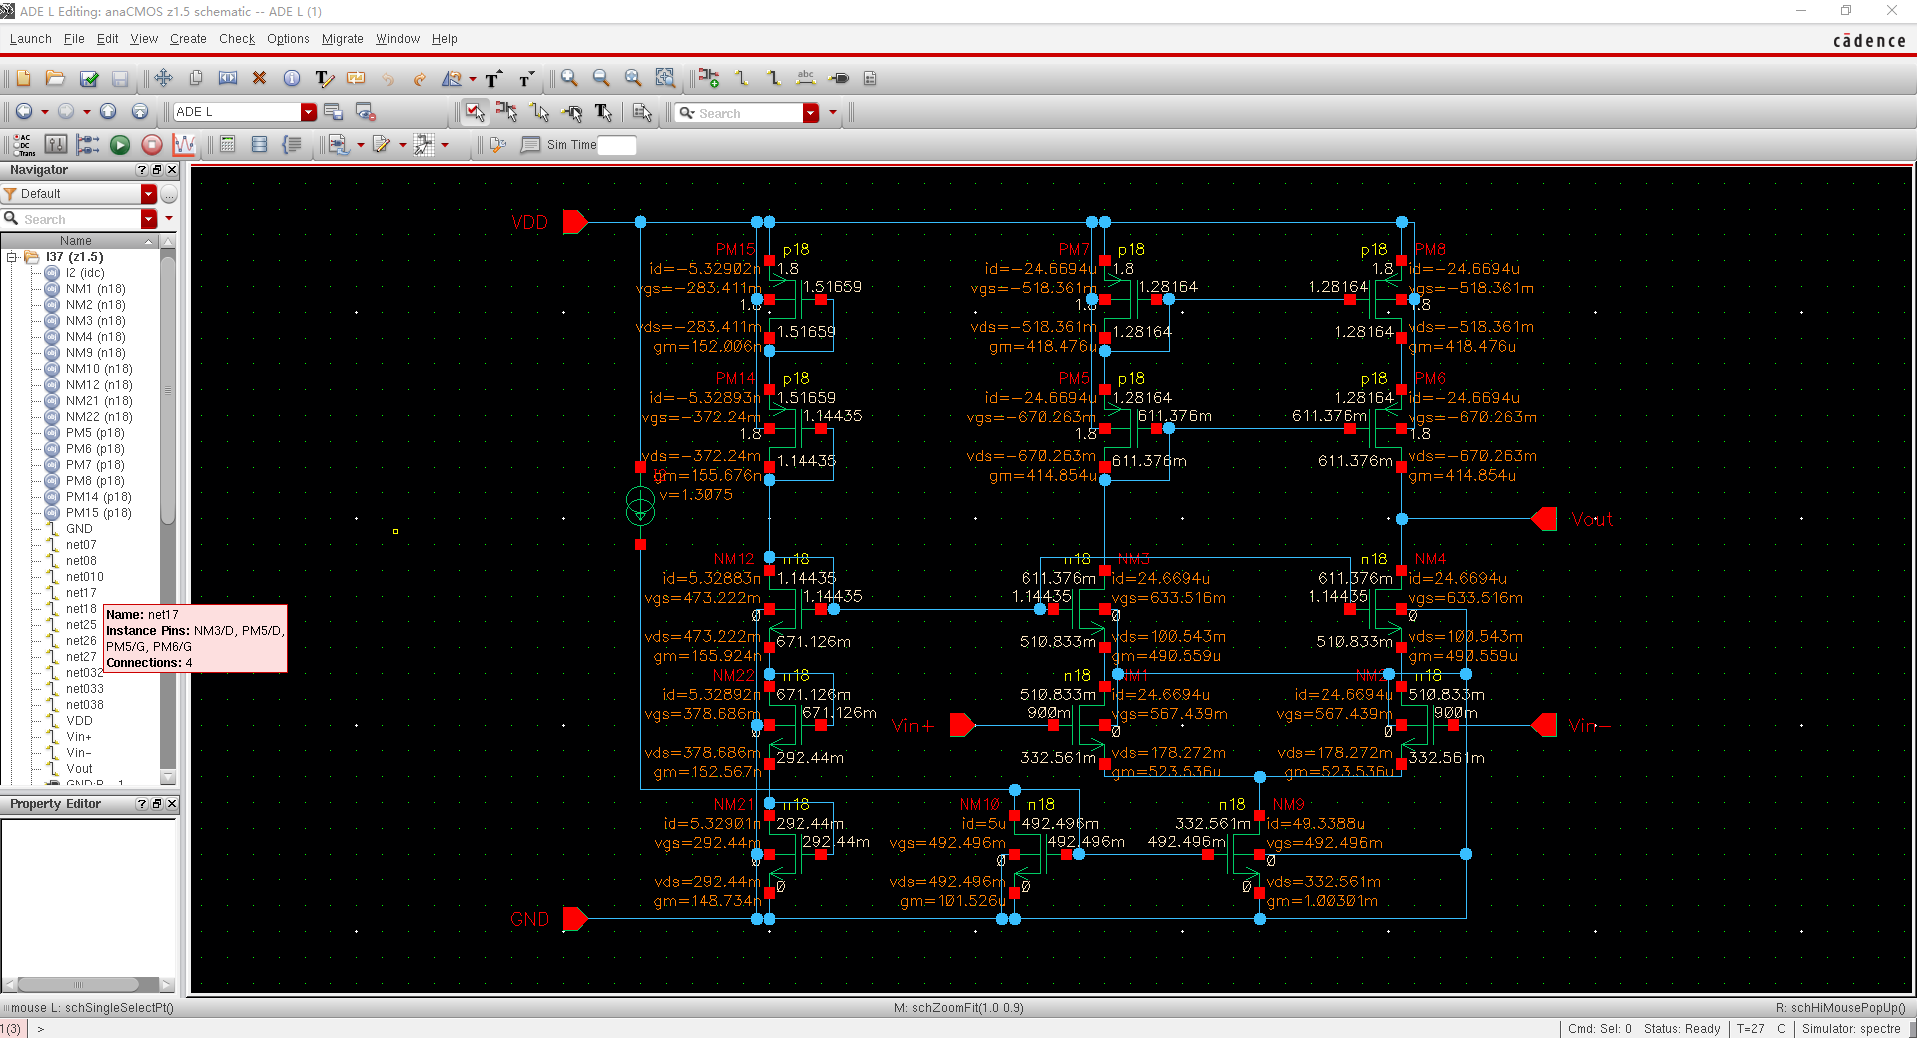 ADE L Editing: anaCMOS z1.5 schematic -- ADE L (1)
Launch File Edit View Create Check Options Migrate Window Help
cādence
ADE L
Search
AC
DC
Trans
Sim Time
Navigator
Default
Search
Name
I37 (z1.5)
I2 (idc)
NM1 (n18)
NM2 (n18)
NM3 (n18)
NM4 (n18)
NM9 (n18)
NM10 (n18)
NM12 (n18)
NM21 (n18)
NM22 (n18)
PM5 (p18)
PM6 (p18)
PM7 (p18)
PM8 (p18)
PM14 (p18)
PM15 (p18)
GND
net07
net08
net010
net17
net18
net25
net26
net27
net032
net033
net038
VDD
Vin+
Vin-
Vout
Name: net17
Instance Pins: NM3/D, PM5/D,
PM5/G, PM6/G
Connections: 4
Property Editor
VDD
PM15 p18
id=-5.32902n 1.8
vgs=-283.411m 1.51659
1.8
vds=-283.411m 1.51659
gm=152.006n
PM14 p18
id=-5.32893n 1.51659
vgs=-372.24m 1.14435
1.8
vds=-372.24m 1.14435
gm=155.676n
v=1.3075
PM7 p18
id=-24.6694u 1.8
vgs=-518.361m 1.28164
1.8
vds=-518.361m 1.28164
gm=418.476u
PM8 p18
1.8 id=-24.6694u
1.28164 vgs=-518.361m
1.8
1.28164 vds=-518.361m
gm=418.476u
PM5 p18
id=-24.6694u 1.28164
vgs=-670.263m 611.376m
1.8
vds=-670.263m 611.376m
gm=414.854u
p18 PM6
1.28164 id=-24.6694u
611.376m vgs=-670.263m
1.8
611.376m vds=-670.263m
gm=414.854u
Vout
NM12 n18
id=5.32883n 1.14435
vgs=473.222m 1.14435
0
vds=473.222m 671.126m
gm=155.924n
n18 NM3
611.376m id=24.6694u
1.14435 vgs=633.516m
0
510.833m vds=100.543m
gm=490.559u
n18 NM4
611.376m id=24.6694u
1.14435 vgs=633.516m
0
510.833m vds=100.543m
gm=490.559u
NM22 n18
id=5.32892n 671.126m
vgs=378.686m 671.126m
0
vds=378.686m 292.44m
gm=152.567n
Vin+
n18 NM1
510.833m id=24.6694u
900m vgs=567.439m
0
332.561m vds=178.272m
gm=523.536u
NM2 n18
id=24.6694u 510.833m
vgs=567.439m 900m
0
vds=178.272m 332.561m
gm=523.536u
Vin-
NM21 n18
id=5.32901n 292.44m
vgs=292.44m 292.44m
0
vds=292.44m 0
gm=148.734n
NM10 n18
id=5u 492.496m
vgs=492.496m 492.496m
0
vds=492.496m 0
gm=101.526u
n18 NM9
332.561m id=49.3388u
492.496m vgs=492.496m
0
0 vds=332.561m
gm=1.00301m
GND
mouse L: schSingleSelectPt() M: schZoomFit(1.0 0.9) R: schHiMousePopUp()
1(3) > Cmd: Sel: 0 Status: Ready T=27 C Simulator: spectre